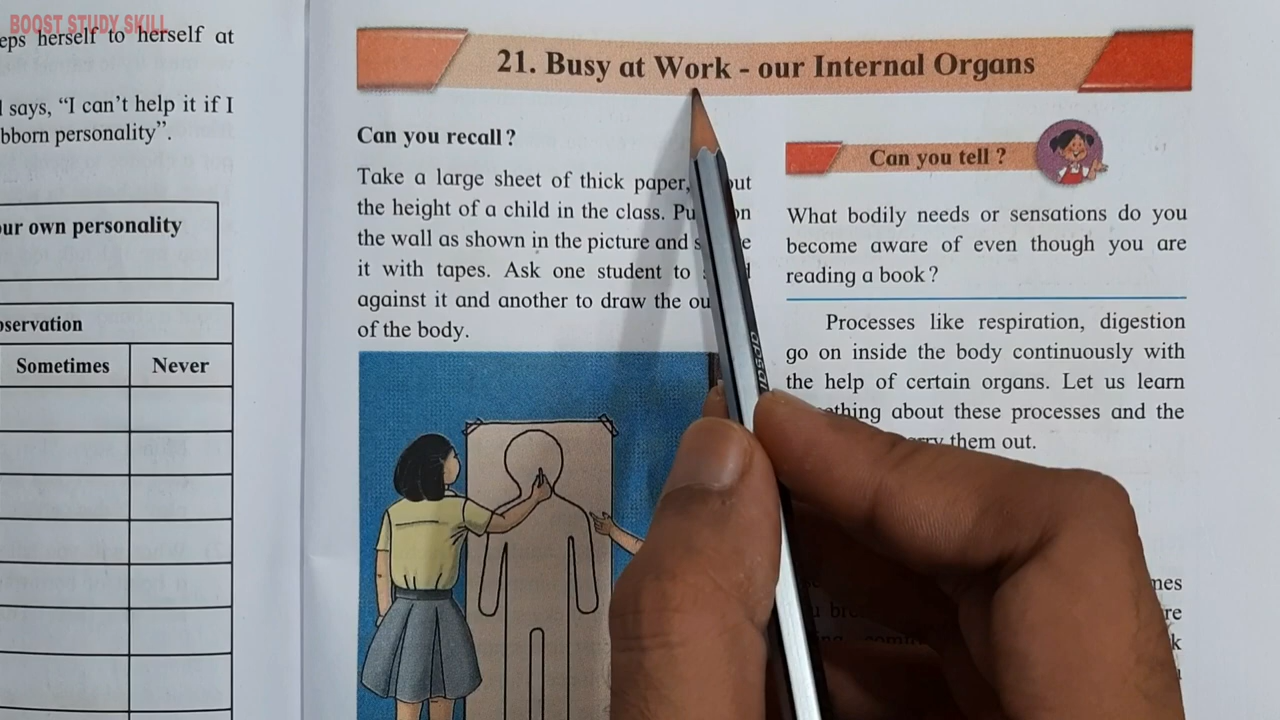 BOOST STUDY SKILL
eps herself to herself at
says, “I can’t help it if I
bborn personality”.
ur own personality
bservation
Sometimes Never
21. Busy at Work - our Internal Organs
Can you recall ?
Take a large sheet of thick paper,
the height of a child in the class.
the wall as shown in the picture and
it with tapes. Ask one student to
against it and another to draw the
of the body.
Can you tell ?
What bodily needs or sensations do you
become aware of even though you are
reading a book ?
Processes like respiration, digestion
go on inside the body continuously with
the help of certain organs. Let us learn
about these processes and the
them out.
apsara